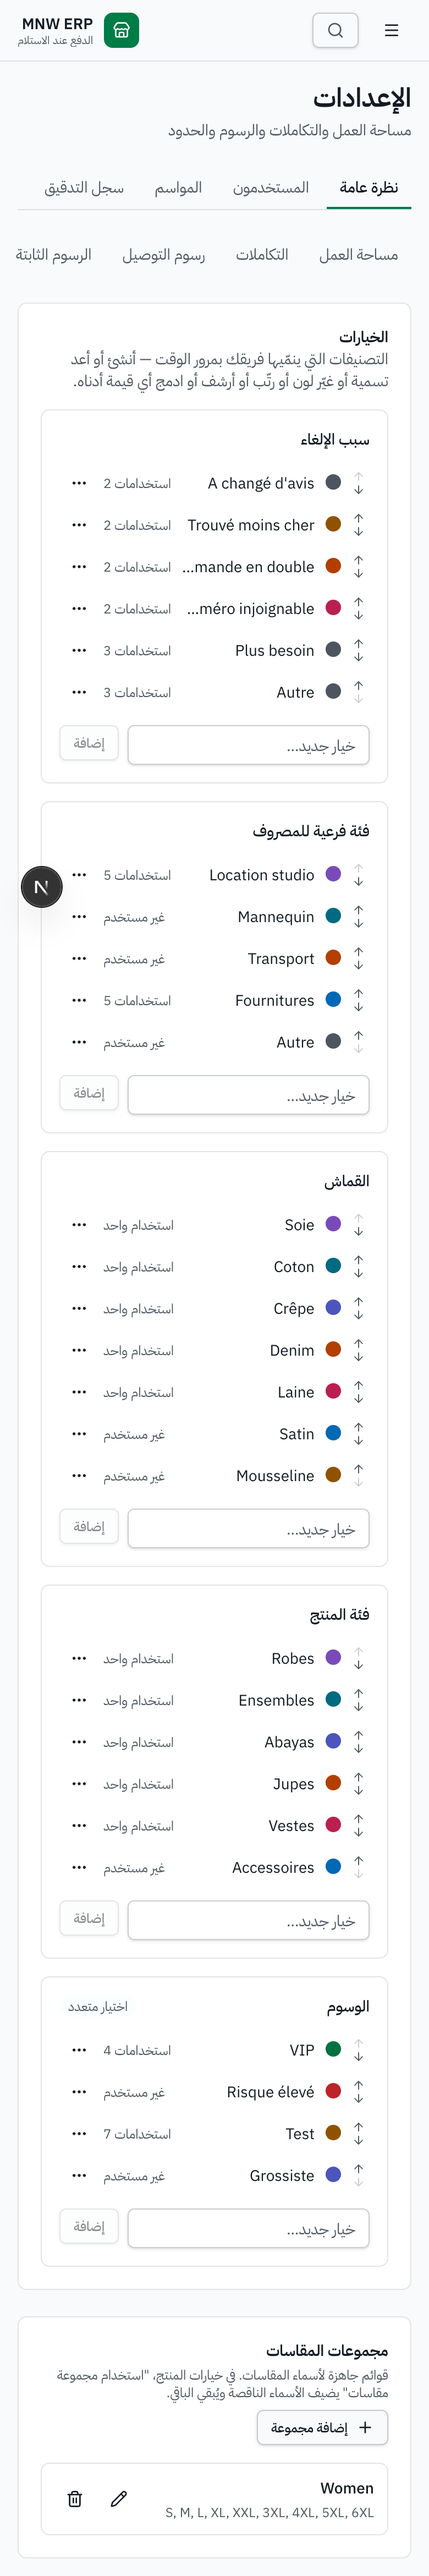 MNW ERP
الدفع عند الاستلام
الإعدادات
مساحة العمل والتكاملات والرسوم والحدود
نظرة عامة
المستخدمون
المواسم
سجل التدقيق
مساحة العمل
التكاملات
رسوم التوصيل
الرسوم الثابتة
الخيارات
التصنيفات التي ينمّيها فريقك بمرور الوقت — أنشئ أو أعد
تسمية أو غيّر لون أو رتّب أو أرشف أو ادمج أي قيمة أدناه.
سبب الإلغاء
A changé d'avis
2 استخدامات
Trouvé moins cher
2 استخدامات
...mande en double
2 استخدامات
...méro injoignable
2 استخدامات
Plus besoin
3 استخدامات
Autre
3 استخدامات
خيار جديد...
إضافة
فئة فرعية للمصروف
Location studio
5 استخدامات
Mannequin
غير مستخدم
Transport
غير مستخدم
Fournitures
5 استخدامات
Autre
غير مستخدم
خيار جديد...
إضافة
القماش
Soie
استخدام واحد
Coton
استخدام واحد
Crêpe
استخدام واحد
Denim
استخدام واحد
Laine
استخدام واحد
Satin
غير مستخدم
Mousseline
غير مستخدم
خيار جديد...
إضافة
فئة المنتج
Robes
استخدام واحد
Ensembles
استخدام واحد
Abayas
استخدام واحد
Jupes
استخدام واحد
Vestes
استخدام واحد
Accessoires
غير مستخدم
خيار جديد...
إضافة
الوسوم
اختيار متعدد
VIP
4 استخدامات
Risque élevé
غير مستخدم
Test
7 استخدامات
Grossiste
غير مستخدم
خيار جديد...
إضافة
مجموعات المقاسات
قوائم جاهزة لأسماء المقاسات. في خيارات المنتج، "استخدام مجموعة
مقاسات" يضيف الأسماء الناقصة ويُبقي الباقي.
إضافة مجموعة
Women
S, M, L, XL, XXL, 3XL, 4XL, 5XL, 6XL
N